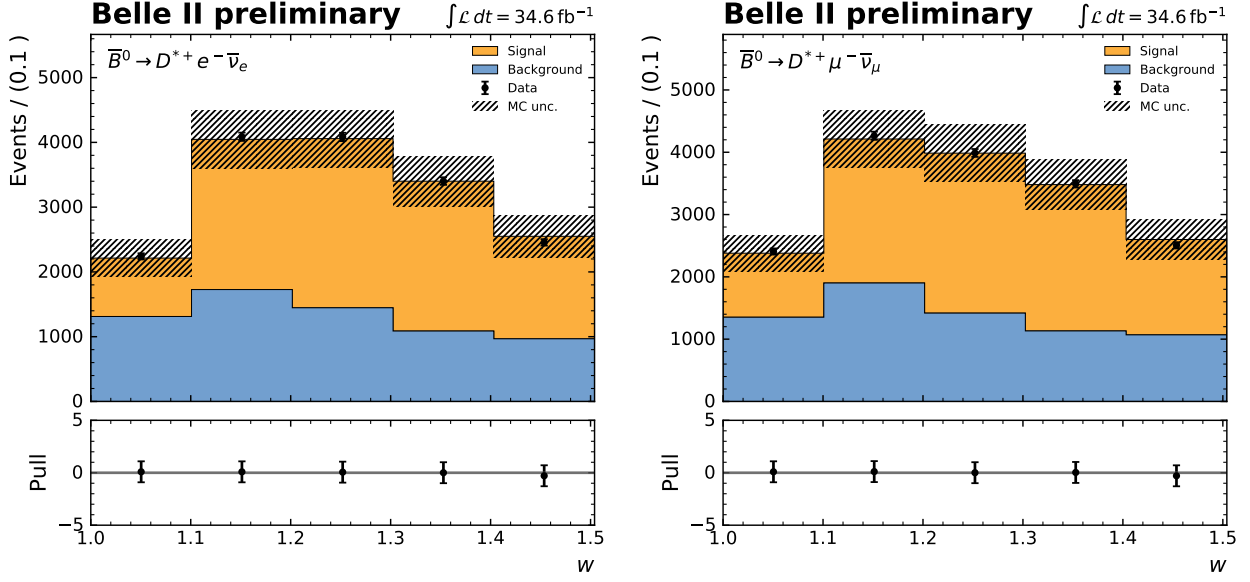 Belle II preliminary ∫ℒ dt = 34.6 fb⁻¹
B̅⁰ → D*⁺ e⁻ ν̅ₑ
Signal
Background
Data
MC unc.
Events / (0.1 )
5000
4000
3000
2000
1000
0
Pull
5
0
−5
1.0 1.1 1.2 1.3 1.4 1.5
w
Belle II preliminary ∫ℒ dt = 34.6 fb⁻¹
B̅⁰ → D*⁺ μ⁻ ν̅_μ
Signal
Background
Data
MC unc.
Events / (0.1 )
5000
4000
3000
2000
1000
0
Pull
5
0
−5
1.0 1.1 1.2 1.3 1.4 1.5
w